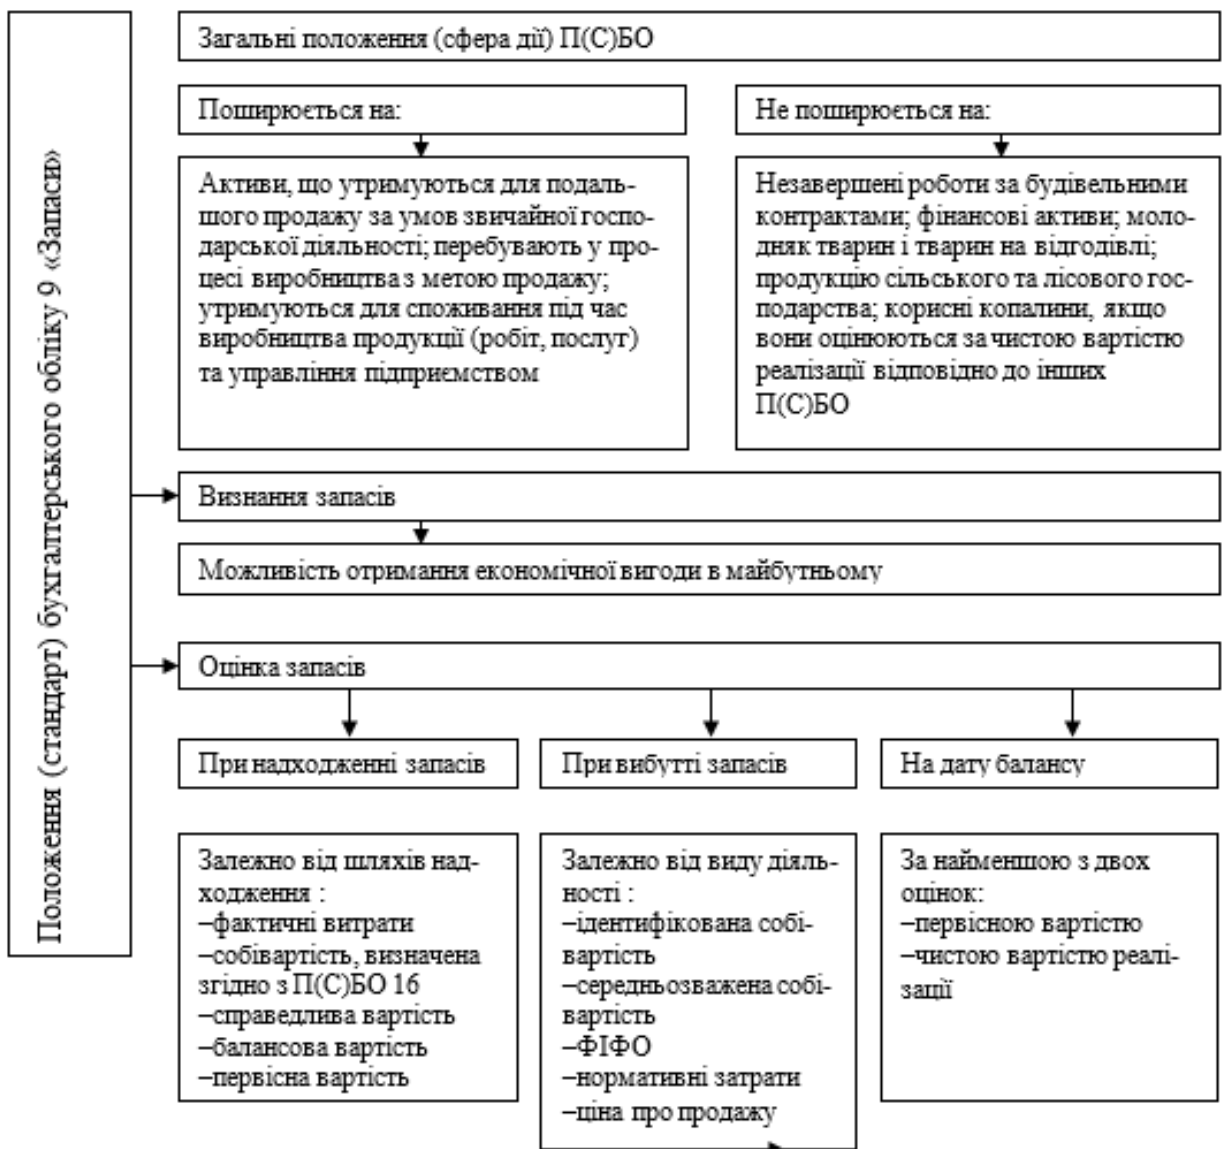 Положення (стандарт) бухгалтерського обліку 9 «Запаси»
Загальні положення (сфера дії) П(С)БО
Поширюється на:
Активи, що утримуються для подаль-
шого продажу за умов звичайної госпо-
дарської діяльності; перебувають у про-
цесі виробництва з метою продажу;
утримуються для споживання під час
виробництва продукції (робіт, послуг)
та управління підприємством
Не поширюється на:
Незавершені роботи за будівельними
контрактами; фінансові активи; моло-
дняк тварин і тварин на відгодівлі;
продукцію сільського та лісового гос-
подарства; корисні копалини, якщо
вони оцінюються за чистою вартістю
реалізації відповідно до інших
П(С)БО
Визнання запасів
Можливість отримання економічної вигоди в майбутньому
Оцінка запасів
При надходженні запасів
Залежно від шляхів над-
ходження :
–фактичні витрати
–собівартість, визначена
згідно з П(С)БО 16
–справедлива вартість
–балансова вартість
–первісна вартість
При вибутті запасів
Залежно від виду діяль-
ності :
–ідентифікована собі-
вартість
–середньозважена собі-
вартість
–ФІФО
–нормативні затрати
–ціна про продажу
На дату балансу
За найменшою з двох
оцінок:
–первісною вартістю
–чистою вартістю реалі-
зації